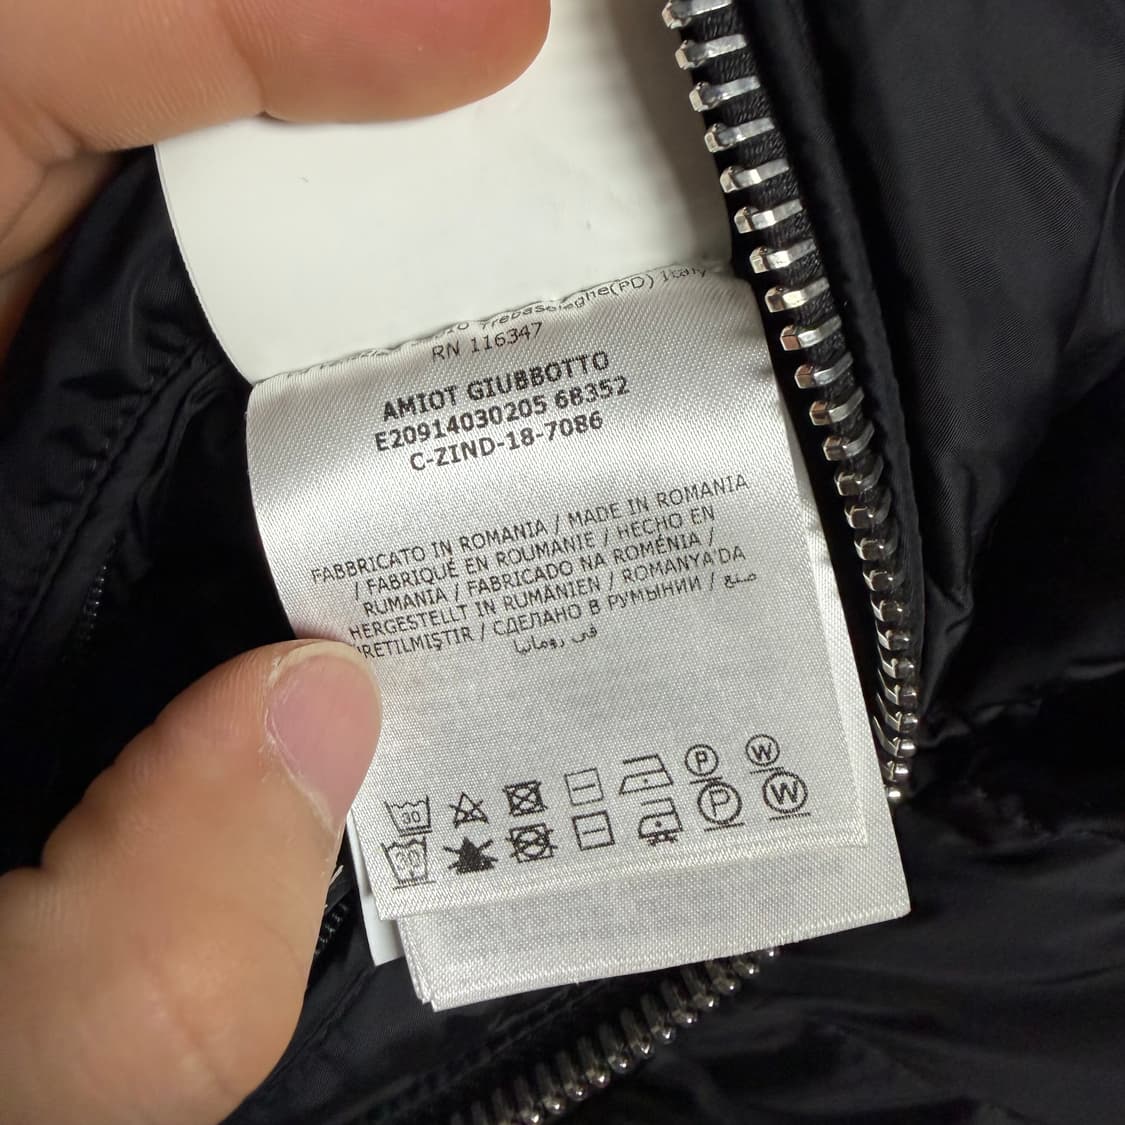 Trebaseleghe(PD) Italy
RN 116347
AMIOT GIUBBOTTO
E20914030205 68352
C-ZIND-18-7086
FABBRICATO IN ROMANIA / MADE IN ROMANIA
/ FABRIQUÉ EN ROUMANIE / HECHO EN
RUMANIA / FABRICADO NA ROMÉNIA /
HERGESTELLT IN RUMÄNIEN / ROMANYA'DA
RETILMIŞTIR / СДЕЛАНО В РУМЫНИИ / صنع
في رومانيا
30 P W
30 P W